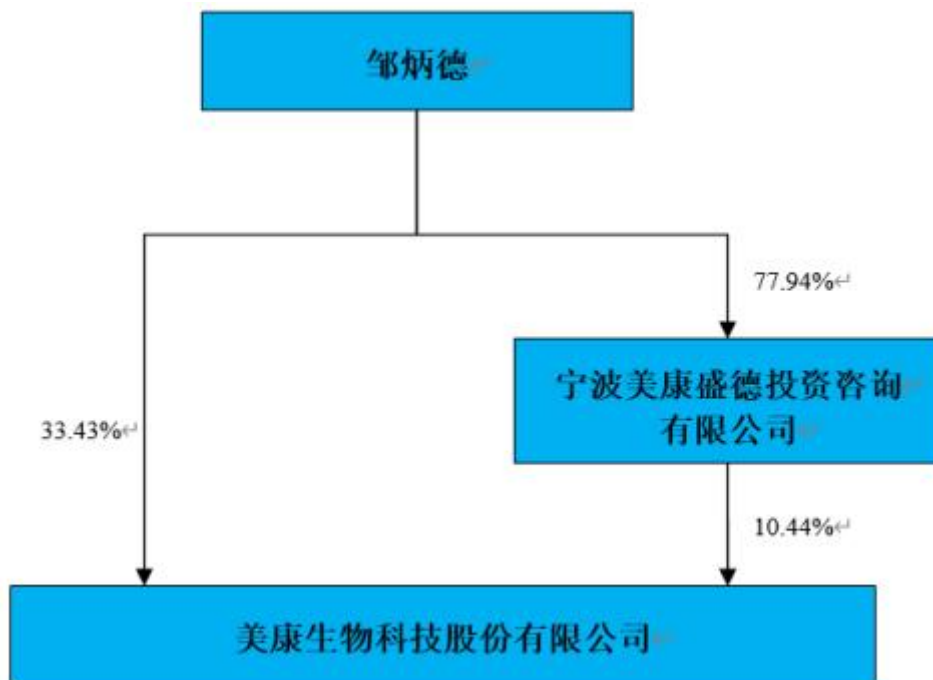 邹炳德
77.94%
宁波美康盛德投资咨询
有限公司
33.43%
10.44%
美康生物科技股份有限公司